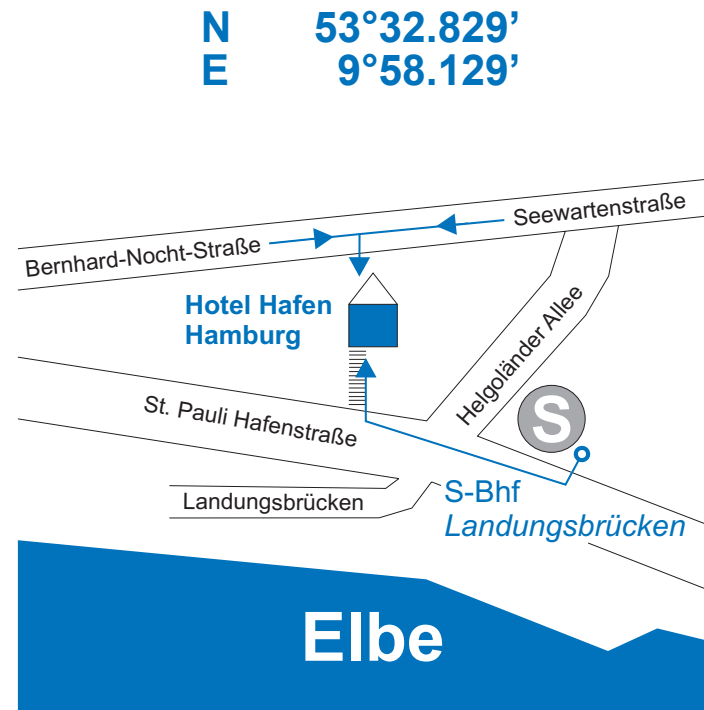 N 53°32.829’
E 9°58.129’
Seewartenstraße
Bernhard-Nocht-Straße
Hotel Hafen
Hamburg
Helgoländer Allee
St. Pauli Hafenstraße
S
S-Bhf
Landungsbrücken
Landungsbrücken
Elbe